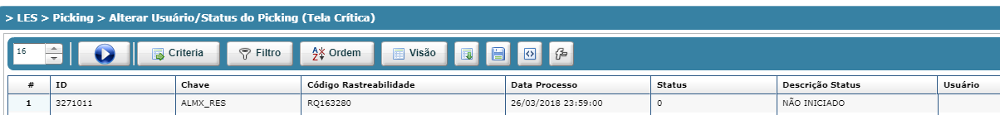 > LES > Picking > Alterar Usuário/Status do Picking (Tela Crítica)
16 Criteria Filtro A Z Ordem Visão
# ID Chave Código Rastreabilidade Data Processo Status Descrição Status Usuário
1 3271011 ALMX_RES RQ163280 26/03/2018 23:59:00 0 NÃO INICIADO